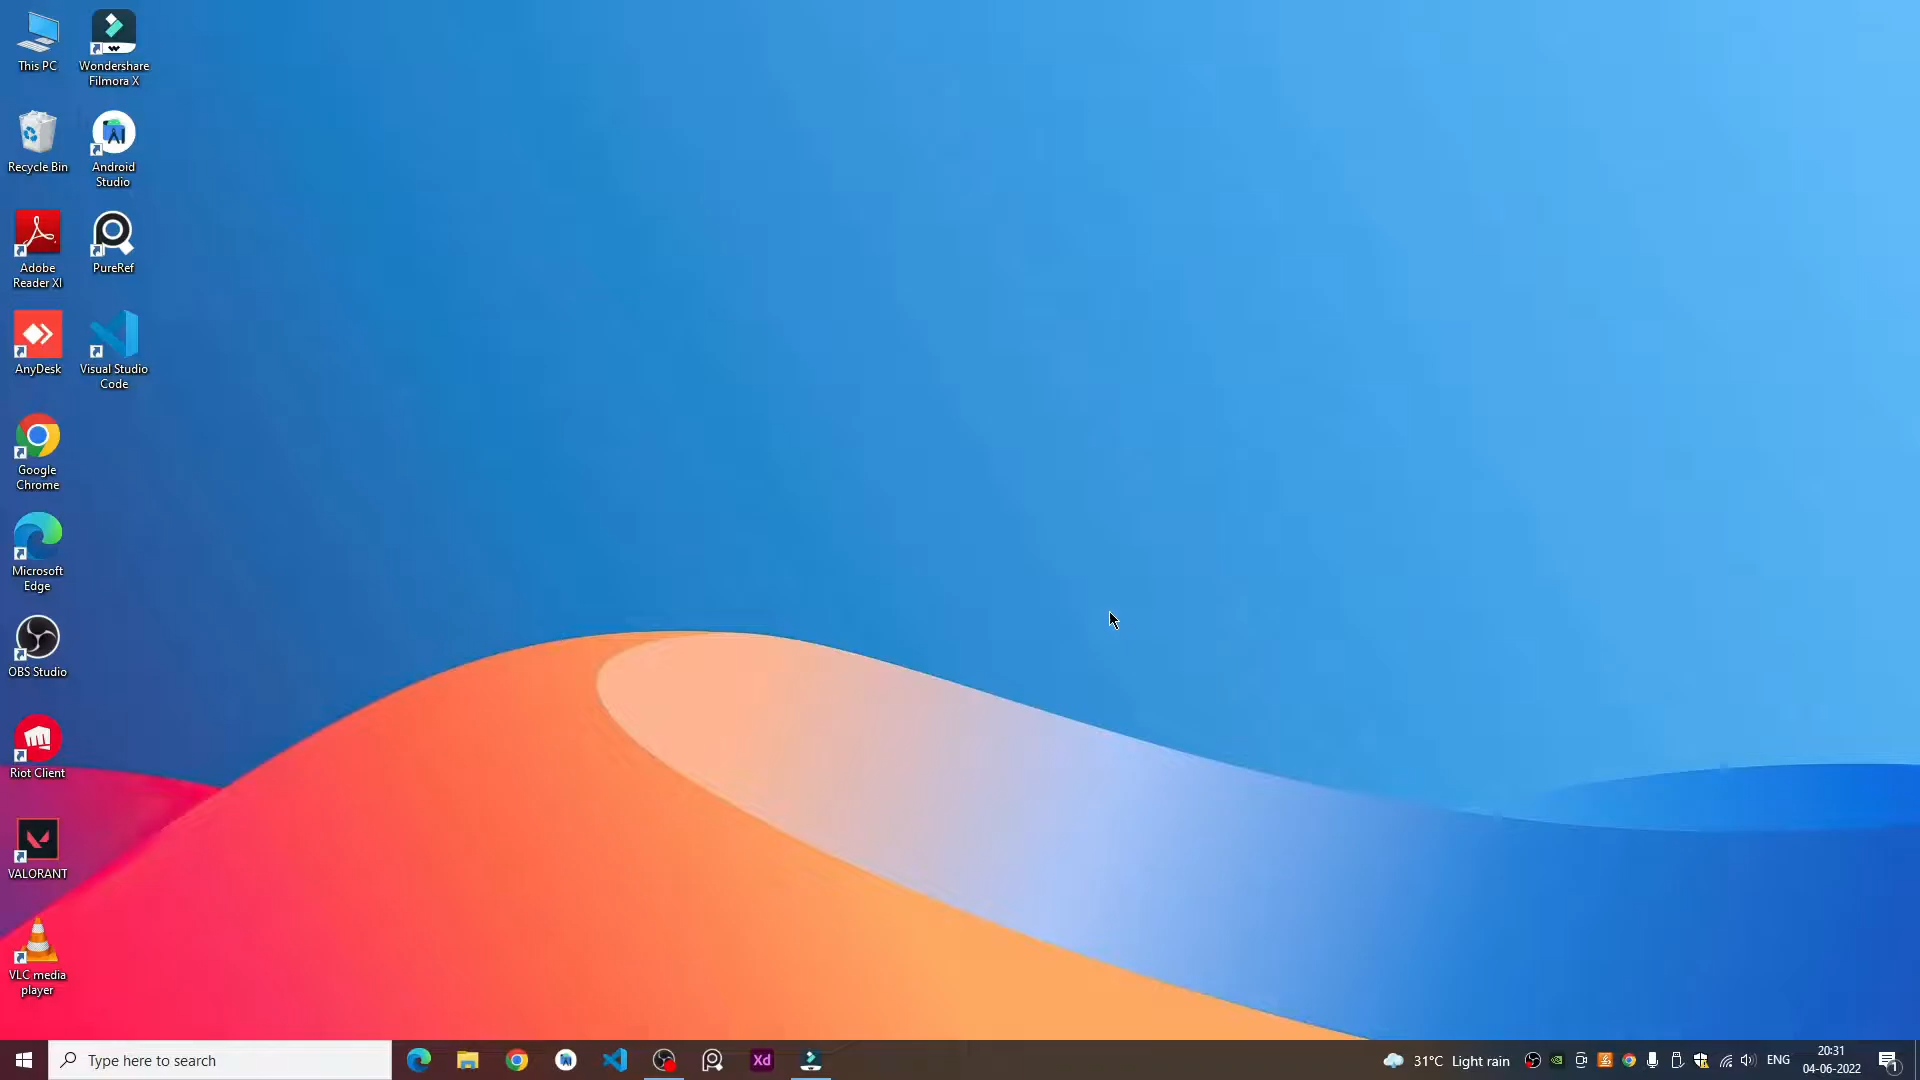 This PC
Wondershare
Filmora X
Recycle Bin
Android
Studio
Adobe
Reader XI
PureRef
AnyDesk
Visual Studio
Code
Google
Chrome
Microsoft
Edge
OBS Studio
Riot Client
VALORANT
VLC media
player
Type here to search
Xd
31°C Light rain
ENG
20:31
04-06-2022
1